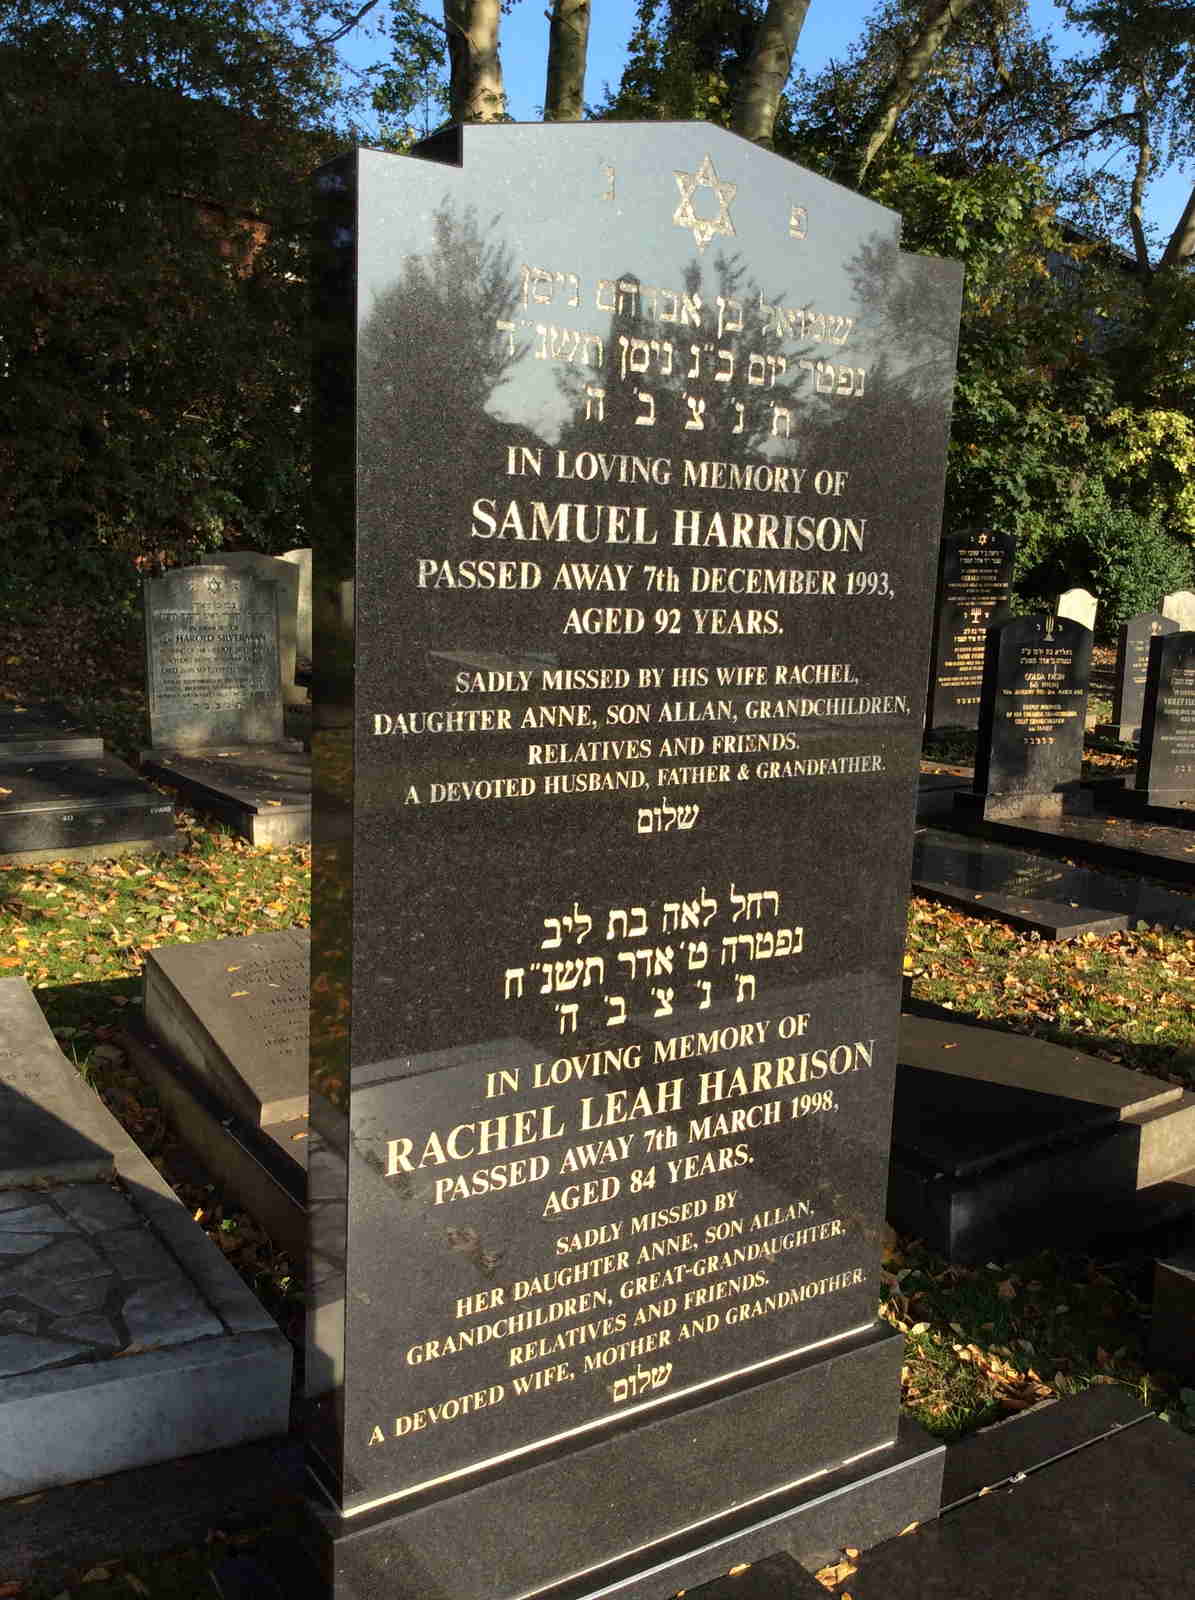 פ נ
שמואל בן אברהם ניסן
נפטר יום כ״ג ניסן תשנ״ד
ת׳ נ׳ צ׳ ב׳ ה׳
IN LOVING MEMORY OF
SAMUEL HARRISON
PASSED AWAY 7th DECEMBER 1993,
AGED 92 YEARS.
SADLY MISSED BY HIS WIFE RACHEL,
DAUGHTER ANNE, SON ALLAN, GRANDCHILDREN,
RELATIVES AND FRIENDS.
A DEVOTED HUSBAND, FATHER & GRANDFATHER.
שלום
רחל לאה בת ליב
נפטרה ט׳ אדר תשנ״ח
ת׳ נ׳ צ׳ ב׳ ה׳
IN LOVING MEMORY OF
RACHEL LEAH HARRISON
PASSED AWAY 7th MARCH 1998,
AGED 84 YEARS.
SADLY MISSED BY
HER DAUGHTER ANNE, SON ALLAN,
GRANDCHILDREN, GREAT-GRANDAUGHTER,
RELATIVES AND FRIENDS.
A DEVOTED WIFE, MOTHER AND GRANDMOTHER.
שלום
HAROLD SILVERMAN